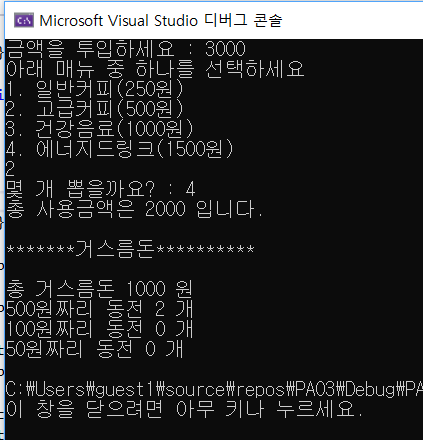 Microsoft Visual Studio 디버그 콘솔
금액을 투입하세요 : 3000
아래 매뉴 중 하나를 선택하세요
1. 일반커피(250원)
2. 고급커피(500원)
3. 건강음료(1000원)
4. 에너지드링크(1500원)
2
몇 개 뽑을까요? : 4
총 사용금액은 2000 입니다.
*******거스름돈**********
총 거스름돈 1000 원
500원짜리 동전 2 개
100원짜리 동전 0 개
50원짜리 동전 0 개
C:\Users\guest1\source\repos\PA03\Debug\PA
이 창을 닫으려면 아무 키나 누르세요.